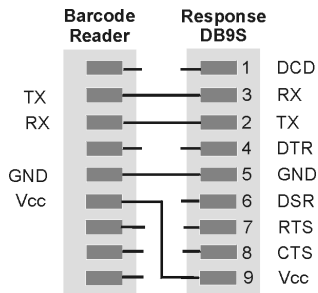 Barcode Reader
Response DB9S
1 DCD
TX 3 RX
RX 2 TX
4 DTR
GND 5 GND
Vcc 6 DSR
7 RTS
8 CTS
9 Vcc